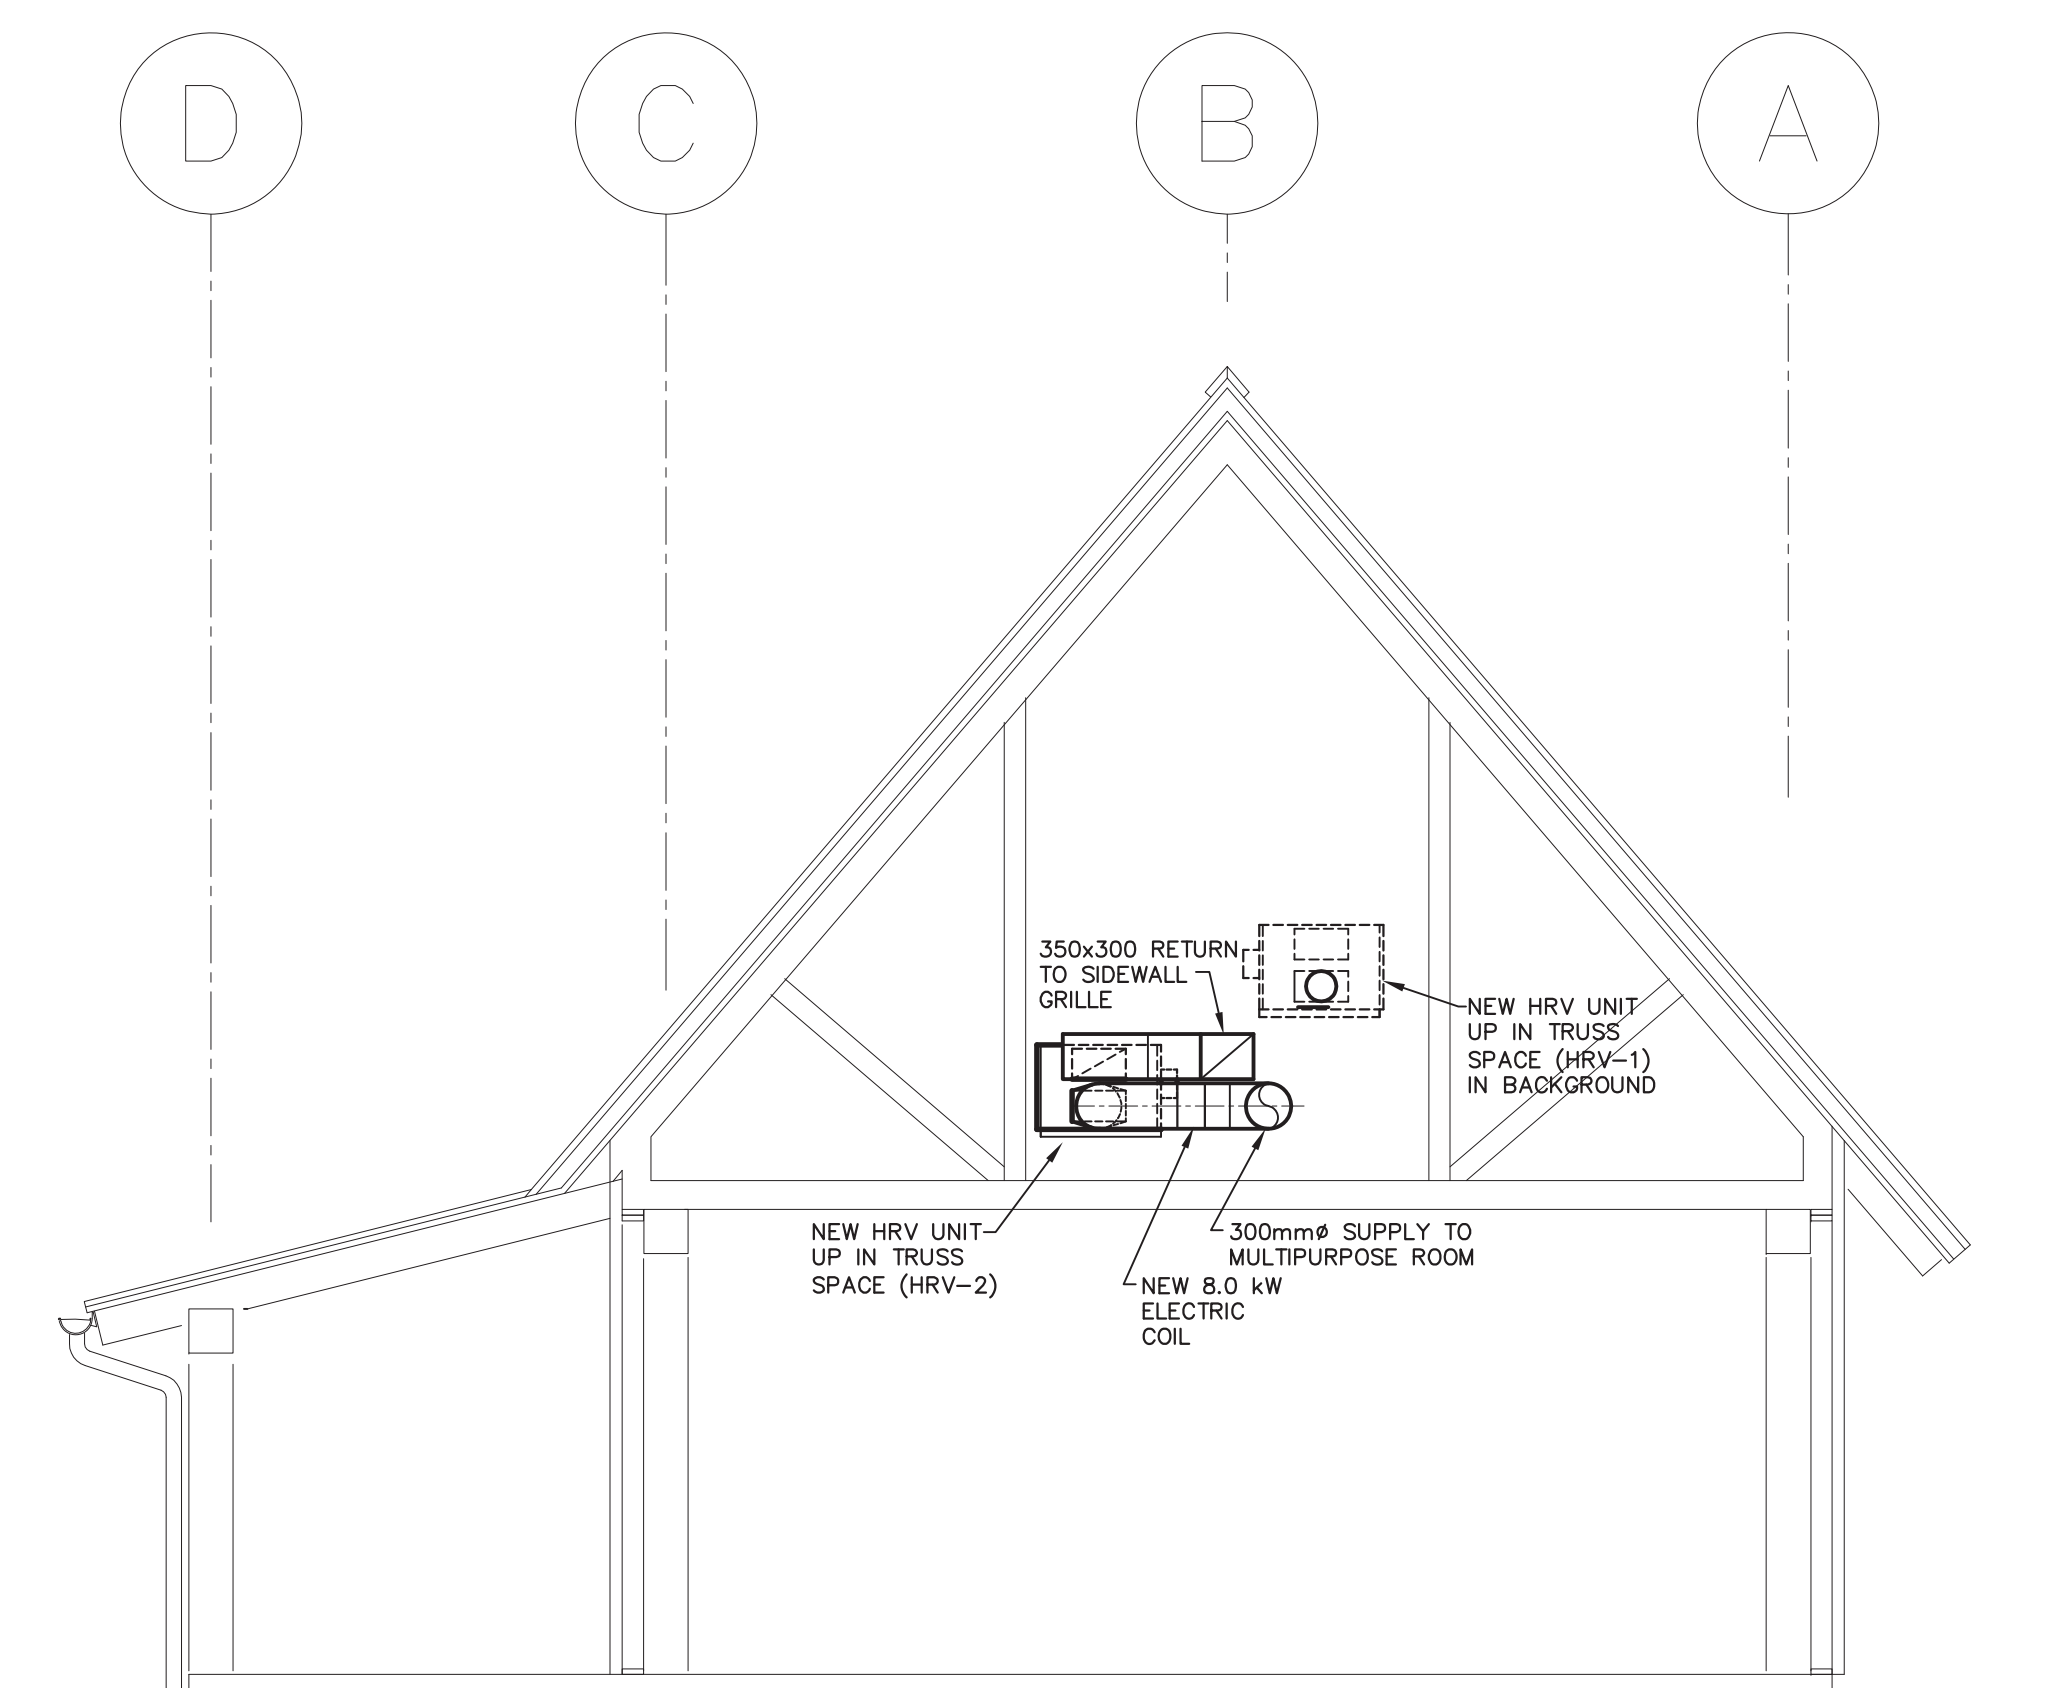 D
C
B
A
350x300 RETURN
TO SIDEWALL
GRILLE
NEW HRV UNIT
UP IN TRUSS
SPACE (HRV-1)
IN BACKGROUND
NEW HRV UNIT
UP IN TRUSS
SPACE (HRV-2)
300mmø SUPPLY TO
MULTIPURPOSE ROOM
NEW 8.0 kW
ELECTRIC
COIL